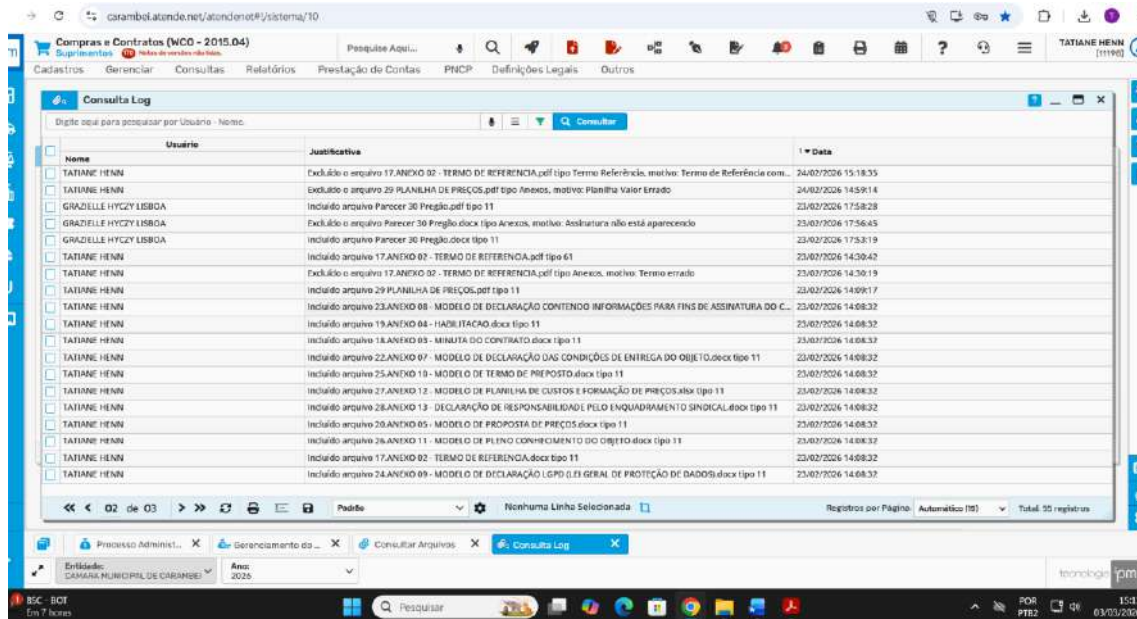 carambei.atende.net/atendenet#!/sistema/10
Compras e Contratos (WCO - 2015.04)
Suprimentos Notas de versões não lidas.
Pesquise Aqui...
TATIANE HENN
[11198]
Cadastros Gerenciar Consultas Relatórios Prestação de Contas PNCP Definições Legais Outros
Consulta Log
Digite aqui para pesquisar por Usuário - Nome.
Consultar
Usuário
Nome Justificativa 1 Data
TATIANE HENN Excluído o arquivo 17.ANEXO 02 - TERMO DE REFERENCIA.pdf tipo Termo Referência, motivo: Termo de Referência com... 24/02/2026 15:18:35
TATIANE HENN Excluído o arquivo 29 PLANILHA DE PREÇOS.pdf tipo Anexos, motivo: Planilha Valor Errado 24/02/2026 14:59:14
GRAZIELLE HYCZY LISBOA Incluído arquivo Parecer 30 Pregão.pdf tipo 11 23/02/2026 17:58:28
GRAZIELLE HYCZY LISBOA Excluído o arquivo Parecer 30 Pregão.docx tipo Anexos, motivo: Assinatura não está aparecendo 23/02/2026 17:56:45
GRAZIELLE HYCZY LISBOA Incluído arquivo Parecer 30 Pregão.docx tipo 11 23/02/2026 17:53:19
TATIANE HENN Incluído arquivo 17.ANEXO 02 - TERMO DE REFERENCIA.pdf tipo 61 23/02/2026 14:30:42
TATIANE HENN Excluído o arquivo 17.ANEXO 02 - TERMO DE REFERENCIA.pdf tipo Anexos, motivo: Termo errado 23/02/2026 14:30:19
TATIANE HENN Incluído arquivo 29 PLANILHA DE PREÇOS.pdf tipo 11 23/02/2026 14:09:17
TATIANE HENN Incluído arquivo 23.ANEXO 08 - MODELO DE DECLARAÇÃO CONTENDO INFORMAÇÕES PARA FINS DE ASSINATURA DO C... 23/02/2026 14:08:32
TATIANE HENN Incluído arquivo 19.ANEXO 04 - HABILITACAO.docx tipo 11 23/02/2026 14:08:32
TATIANE HENN Incluído arquivo 18.ANEXO 03 - MINUTA DO CONTRATO.docx tipo 11 23/02/2026 14:08:32
TATIANE HENN Incluído arquivo 22.ANEXO 07 - MODELO DE DECLARAÇÃO DAS CONDIÇÕES DE ENTREGA DO OBJETO.docx tipo 11 23/02/2026 14:08:32
TATIANE HENN Incluído arquivo 25.ANEXO 10 - MODELO DE TERMO DE PREPOSTO.docx tipo 11 23/02/2026 14:08:32
TATIANE HENN Incluído arquivo 27.ANEXO 12 - MODELO DE PLANILHA DE CUSTOS E FORMAÇÃO DE PREÇOS.xlsx tipo 11 23/02/2026 14:08:32
TATIANE HENN Incluído arquivo 28.ANEXO 13 - DECLARAÇÃO DE RESPONSABILIDADE PELO ENQUADRAMENTO SINDICAL.docx tipo 11 23/02/2026 14:08:32
TATIANE HENN Incluído arquivo 20.ANEXO 05 - MODELO DE PROPOSTA DE PREÇOS.docx tipo 11 23/02/2026 14:08:32
TATIANE HENN Incluído arquivo 26.ANEXO 11 - MODELO DE PLENO CONHECIMENTO DO OBJETO.docx tipo 11 23/02/2026 14:08:32
TATIANE HENN Incluído arquivo 17.ANEXO 02 - TERMO DE REFERENCIA.docx tipo 11 23/02/2026 14:08:32
TATIANE HENN Incluído arquivo 24.ANEXO 09 - MODELO DE DECLARAÇÃO LGPD (LEI GERAL DE PROTEÇÃO DE DADOS).docx tipo 11 23/02/2026 14:08:32
02 de 03 Padrão Nenhuma Linha Selecionada Registros por Página: Automático (19) Total: 55 registros
Processo Administ... Gerenciamento do ... Consultar Arquivos Consulta Log
Entidade: Ano:
CAMARA MUNICIPAL DE CARAMBEI 2026
tecnologia ipm
BSC - BOT
Em 7 horas
Pesquisar
POR
PTB2
15:1
03/03/202